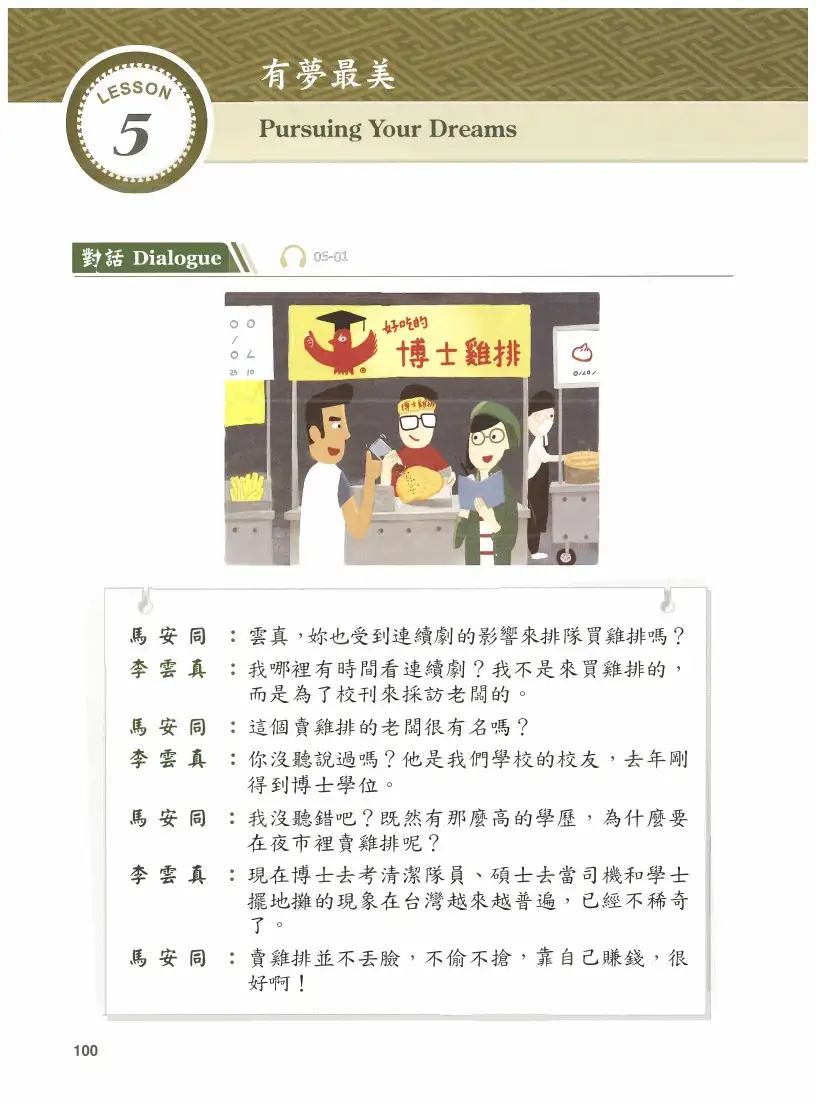 有夢最美
LESSON
5
Pursuing Your Dreams
對話 Dialogue
05-01
好吃的
博士雞排
博士雞排
馬安同：雲真，妳也受到連續劇的影響來排隊買雞排嗎？
李雲真：我哪裡有時間看連續劇？我不是來買雞排的，
而是為了校刊來採訪老闆的。
馬安同：這個賣雞排的老闆很有名嗎？
李雲真：你沒聽說過嗎？他是我們學校的校友，去年剛
得到博士學位。
馬安同：我沒聽錯吧？既然有那麼高的學歷，為什麼要
在夜市裡賣雞排呢？
李雲真：現在博士去考清潔隊員、碩士去當司機和學士
擺地攤的現象在台灣越來越普遍，已經不稀奇
了。
馬安同：賣雞排並不丟臉，不偷不搶，靠自己賺錢，很
好啊！
100